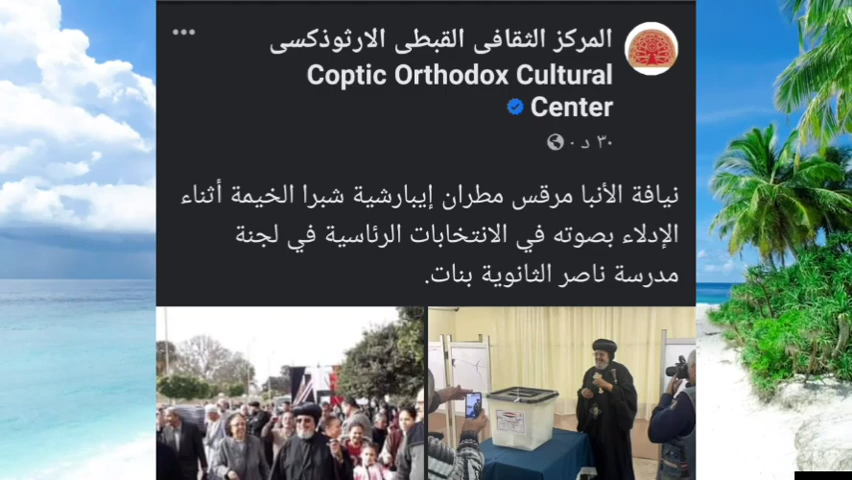 المركز الثقافى القبطى الارثوذكسى
Coptic Orthodox Cultural
Center
٣٠ د ·
نيافة الأنبا مرقس مطران إيبارشية شبرا الخيمة أثناء
الإدلاء بصوته في الانتخابات الرئاسية في لجنة
مدرسة ناصر الثانوية بنات.